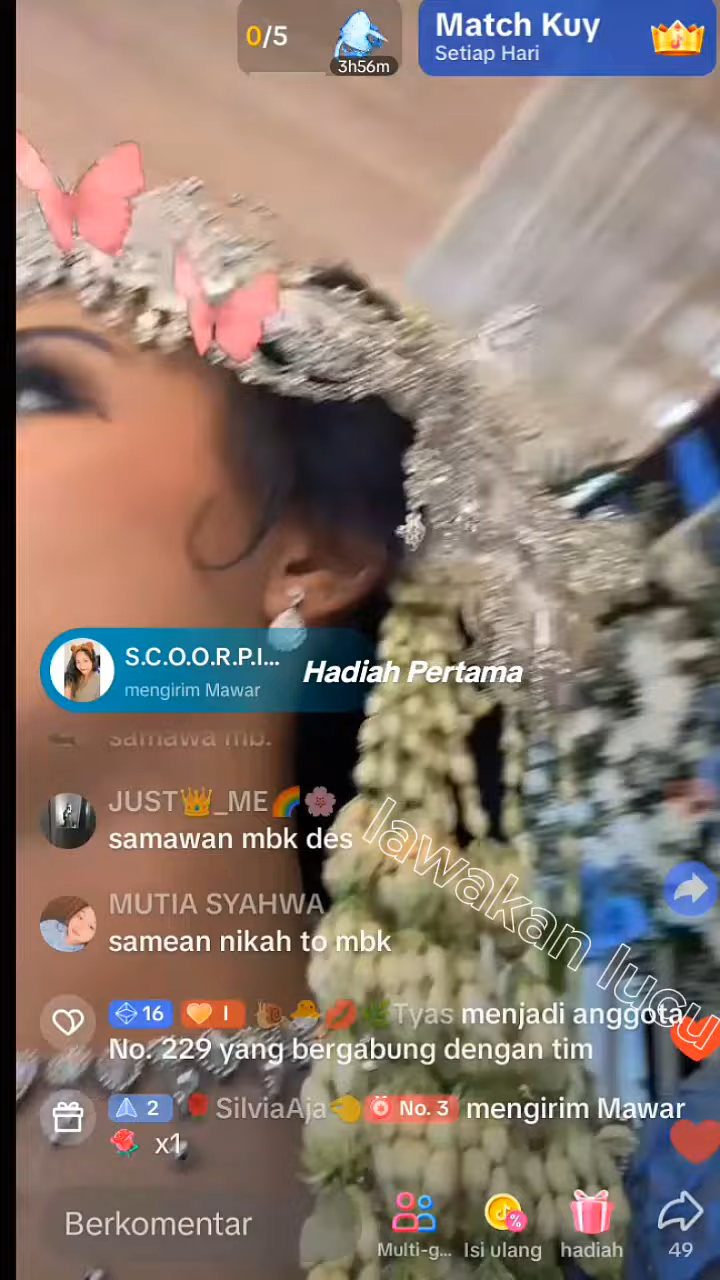 0/5
3h56m
Match Kuy
Setiap Hari
S.C.O.O.R.P.I...
mengirim Mawar
Hadiah Pertama
samawa mb.
JUST👑_ME🌈🌸
samawan mbk des
MUTIA SYAHWA
samean nikah to mbk
lawakan lucu
16 I 🐌🐣💋🌿Tyas menjadi anggota
No. 229 yang bergabung dengan tim
2 🌹SilviaAja No. 3 mengirim Mawar
🌹 x1
Berkomentar
Multi-g...
Isi ulang
hadiah
49